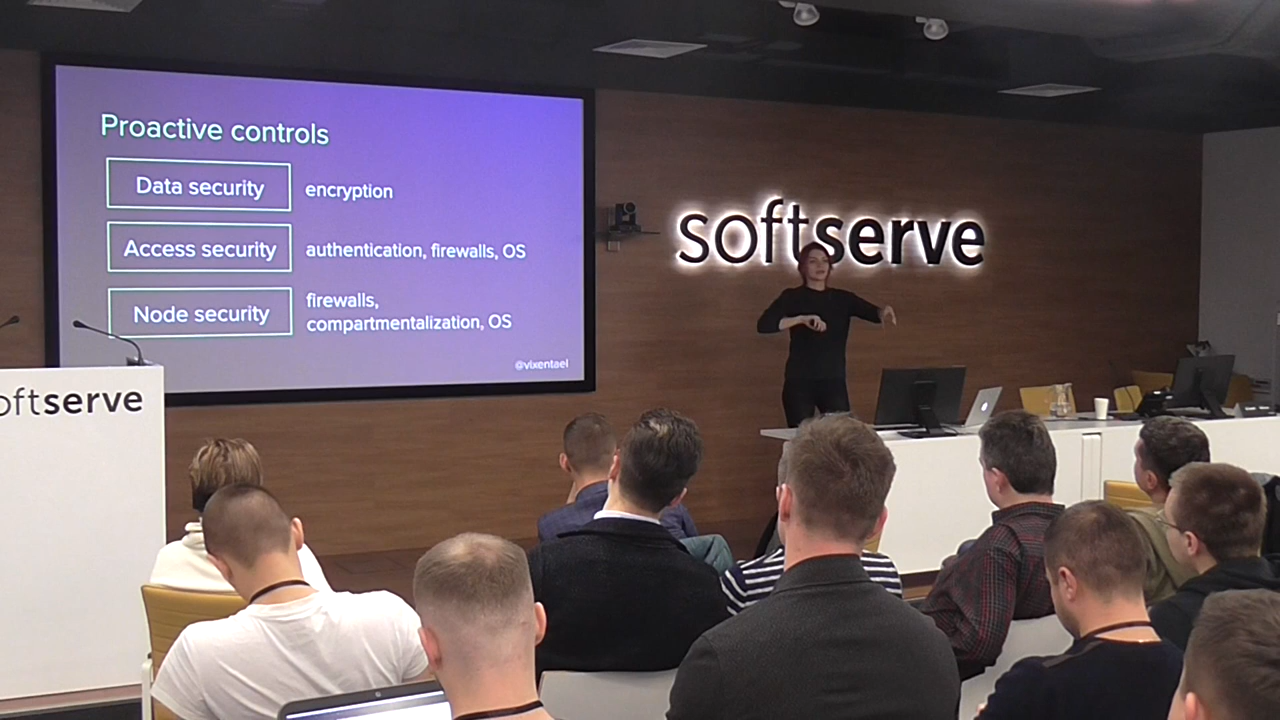 Proactive controls
Data security
encryption
Access security
authentication, firewalls, OS
Node security
firewalls,
compartmentalization, OS
@vixentael
softserve
oftserve